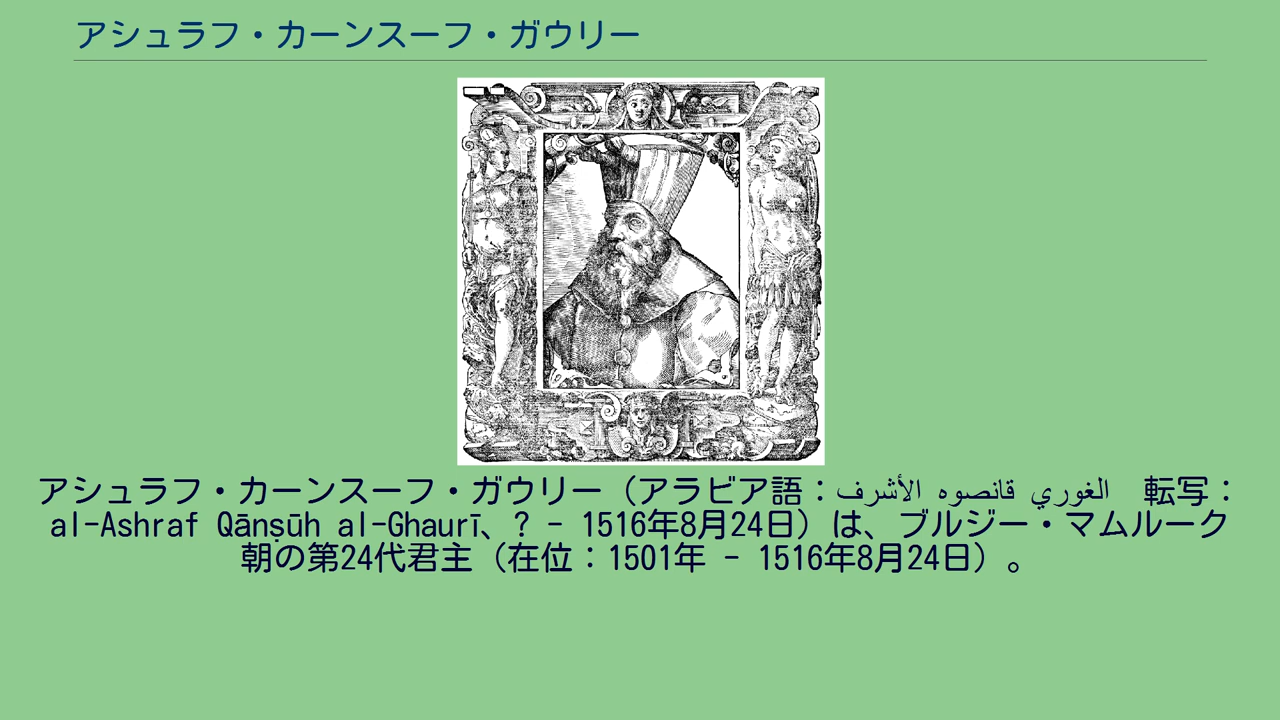 アシュラフ・カーンスーフ・ガウリー
アシュラフ・カーンスーフ・ガウリー（アラビア語：الغوري قانصوه الأشرف　転写：
al-Ashraf Qānṣūh al-Ghaurī、? - 1516年8月24日）は、ブルジー・マムルーク
朝の第24代君主（在位：1501年 - 1516年8月24日）。